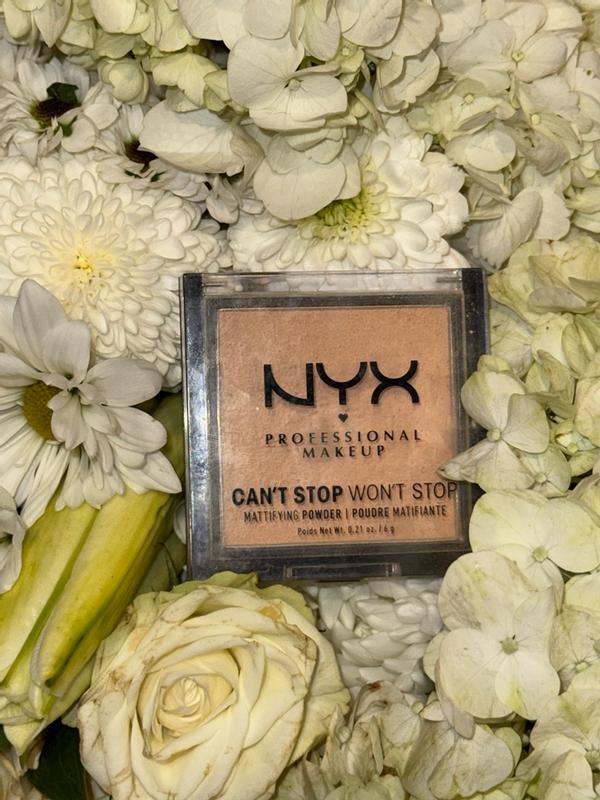 NYX
PROFESSIONAL
MAKEUP
CAN'T STOP WON'T STOP
MATTIFYING POWDER | POUDRE MATIFIANTE
Poids Net Wt. 0.21 oz. / 6 g